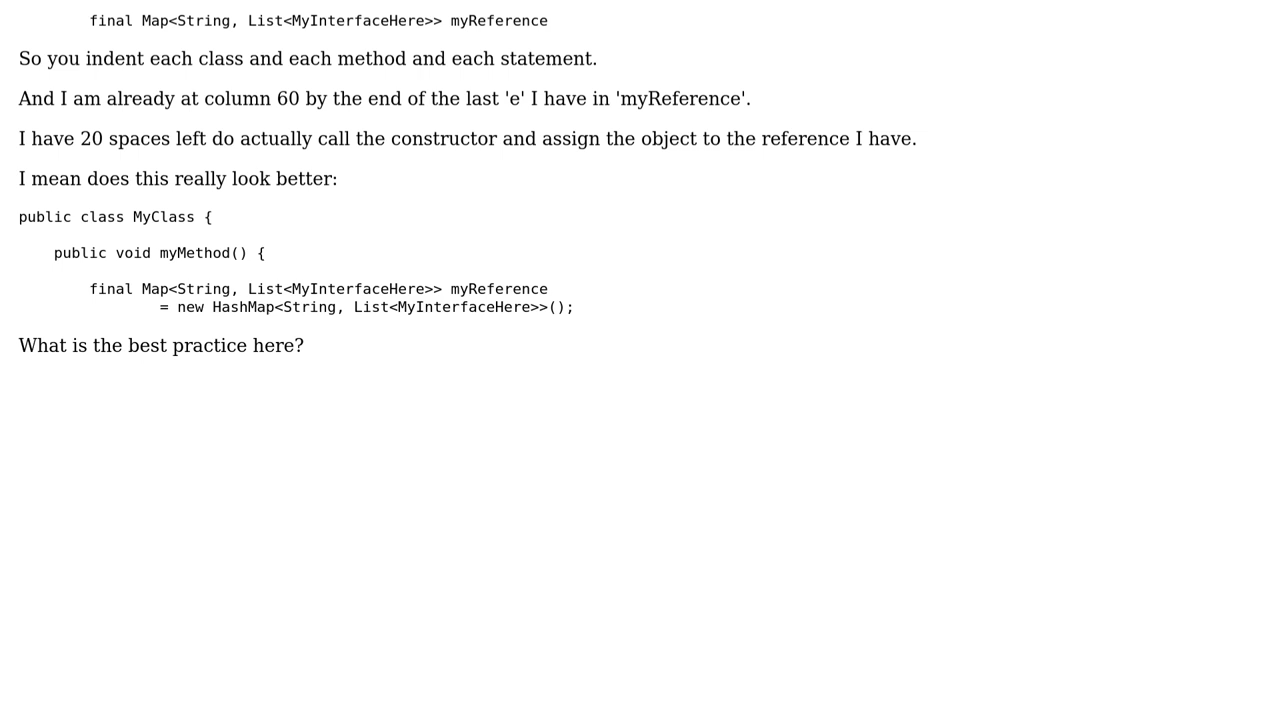 final Map<String, List<MyInterfaceHere>> myReference
So you indent each class and each method and each statement.
And I am already at column 60 by the end of the last 'e' I have in 'myReference'.
I have 20 spaces left do actually call the constructor and assign the object to the reference I have.
I mean does this really look better:
public class MyClass {
    public void myMethod() {
        final Map<String, List<MyInterfaceHere>> myReference
                = new HashMap<String, List<MyInterfaceHere>>();
What is the best practice here?